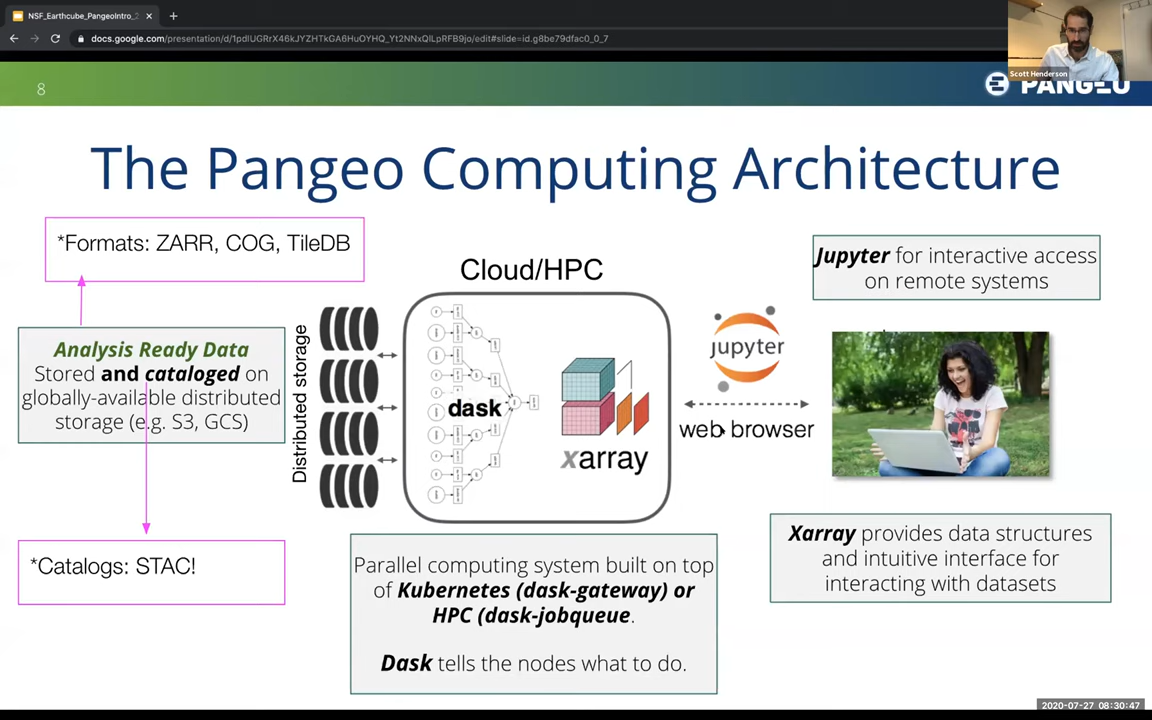 NSF_Earthcube_PangeoIntro_2
docs.google.com/presentation/d/1pdIUGRrX46kJYZHTkGA6HuOYHQ_Yt2NNxQlLpRFB9jo/edit#slide=id.g8be79dfac0_0_7
Scott Henderson
8
PANGEO
The Pangeo Computing Architecture
*Formats: ZARR, COG, TileDB
Analysis Ready Data
Stored and cataloged on
globally-available distributed
storage (e.g. S3, GCS)
*Catalogs: STAC!
Distributed storage
Cloud/HPC
dask
xarray
Parallel computing system built on top
of Kubernetes (dask-gateway) or
HPC (dask-jobqueue.
Dask tells the nodes what to do.
jupyter
web browser
Jupyter for interactive access
on remote systems
Xarray provides data structures
and intuitive interface for
interacting with datasets
2020-07-27 08:30:47